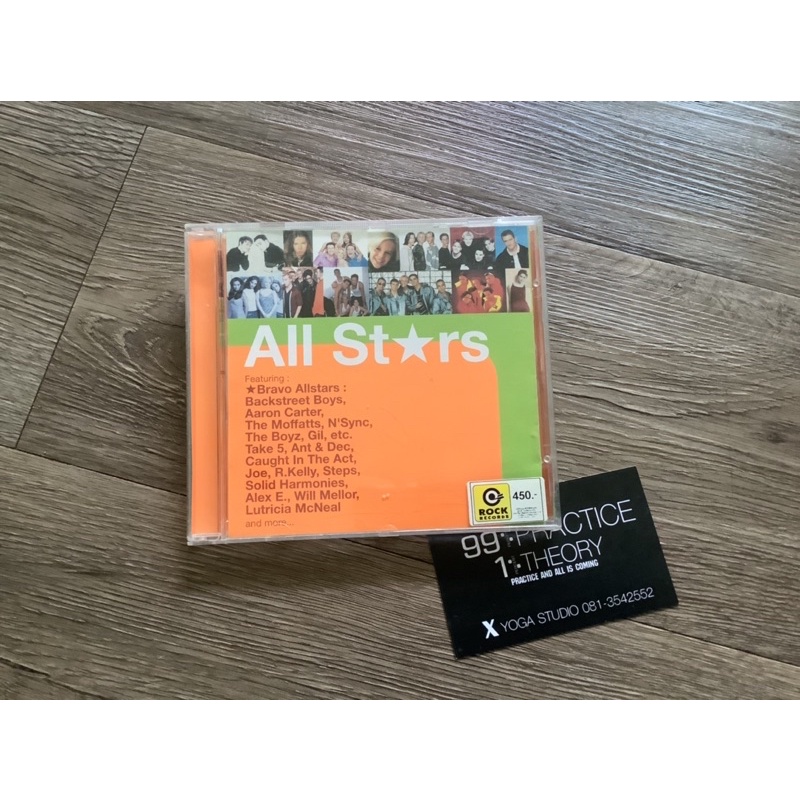 All St★rs
Featuring :
★Bravo Allstars :
Backstreet Boys,
Aaron Carter,
The Moffatts, N'Sync,
The Boyz, Gil, etc.
Take 5, Ant & Dec,
Caught In The Act,
Joe, R.Kelly, Steps,
Solid Harmonies,
Alex E., Will Mellor,
Lutricia McNeal
and more...
ROCK
RECORDS
450.-
99% PRACTICE
1% THEORY
PRACTICE AND ALL IS COMING
X YOGA STUDIO 081-3542552